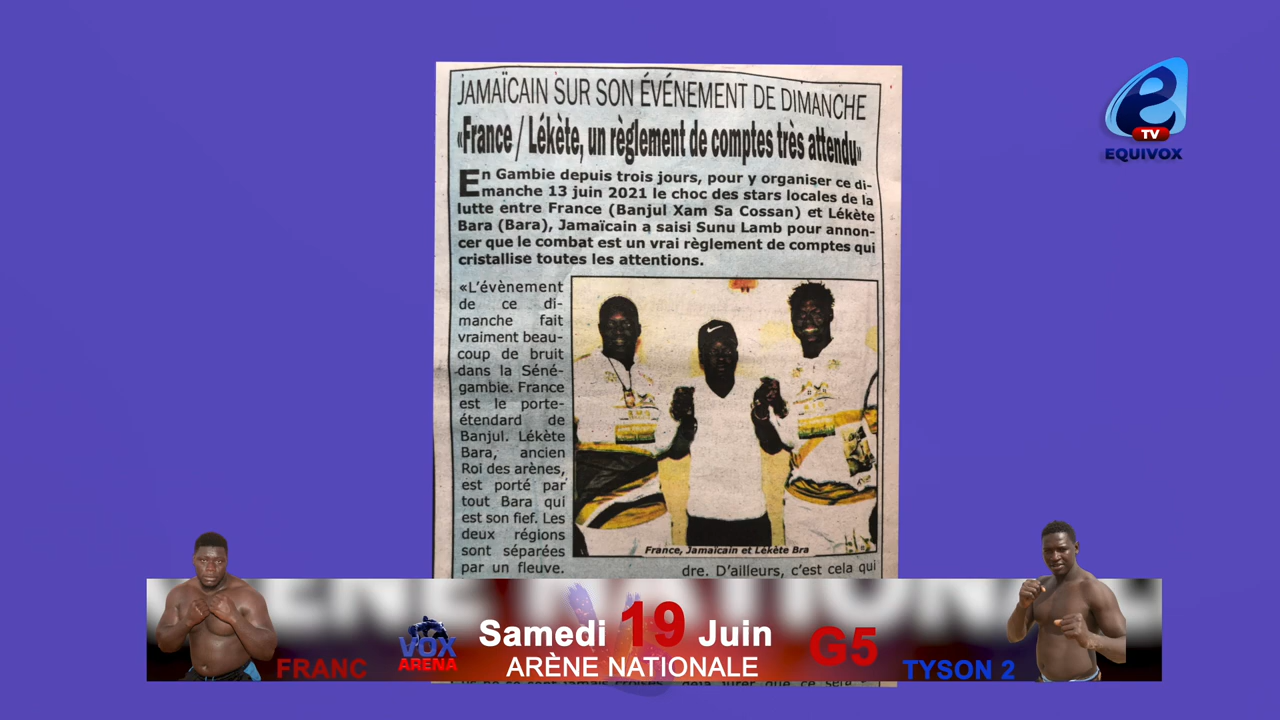 JAMAÏCAIN SUR SON ÉVÉNEMENT DE DIMANCHE
«France / Lékète, un règlement de comptes très attendu»
En Gambie depuis trois jours, pour y organiser ce di-
manche 13 juin 2021 le choc des stars locales de la
lutte entre France (Banjul Xam Sa Cossan) et Lékète
Bara (Bara), Jamaïcain a saisi Sunu Lamb pour annon-
cer que le combat est un vrai règlement de comptes qui
cristallise toutes les attentions.
«L'évènement
de ce di-
manche fait
vraiment beau-
coup de bruit
dans la Séné-
gambie. France
est le porte-
étendard de
Banjul. Lékète
Bara, ancien
Roi des arènes,
est porté par
tout Bara qui
est son fief. Les
deux régions
sont séparées
par un fleuve.
France, Jamaïcain et Lékète Bra
dre. D'ailleurs, c'est cela qui
e
TV
EQUIVOX
FRANC
VOX
ARENA
Samedi 19 Juin
ARÈNE NATIONALE
G5
TYSON 2